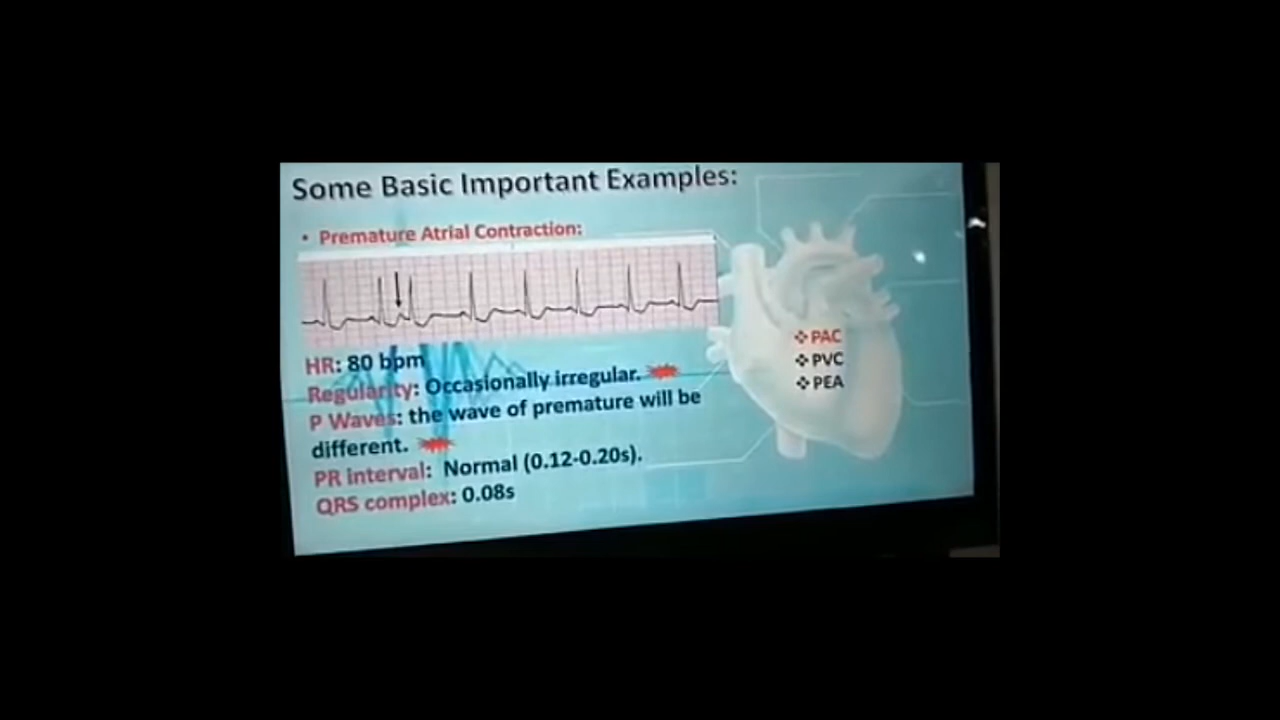 Some Basic Important Examples:
• Premature Atrial Contraction:
HR: 80 bpm
Regularity: Occasionally irregular.
P Waves: the wave of premature will be
different.
PR interval: Normal (0.12-0.20s).
QRS complex: 0.08s
❖ PAC
❖ PVC
❖ PEA